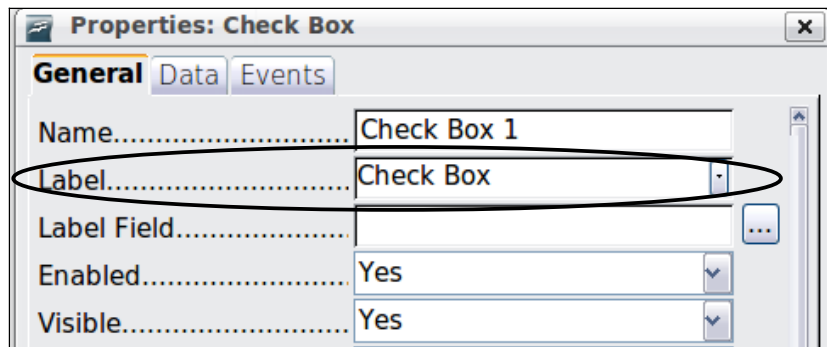 Properties: Check Box
General Data Events
Name........................... Check Box 1
Label............................ Check Box
Label Field.................... ...
Enabled........................ Yes
Visible.......................... Yes